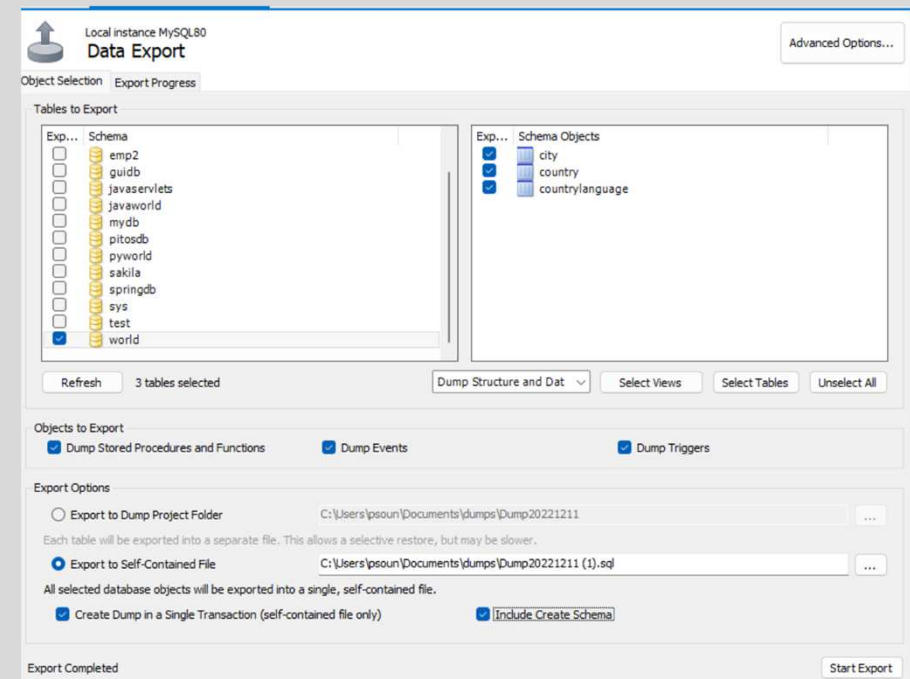 Local instance MySQL80
Data Export
Advanced Options...
Object Selection
Export Progress
Tables to Export
Exp... Schema
emp2
guidb
javaservlets
javaworld
mydb
pitosdb
pyworld
sakila
springdb
sys
test
world
Exp... Schema Objects
city
country
countrylanguage
Refresh
3 tables selected
Dump Structure and Dat
Select Views
Select Tables
Unselect All
Objects to Export
Dump Stored Procedures and Functions
Dump Events
Dump Triggers
Export Options
Export to Dump Project Folder
C:\Users\psoun\Documents\dumps\Dump20221211
...
Each table will be exported into a separate file. This allows a selective restore, but may be slower.
Export to Self-Contained File
C:\Users\psoun\Documents\dumps\Dump20221211 (1).sql
...
All selected database objects will be exported into a single, self-contained file.
Create Dump in a Single Transaction (self-contained file only)
Include Create Schema
Export Completed
Start Export